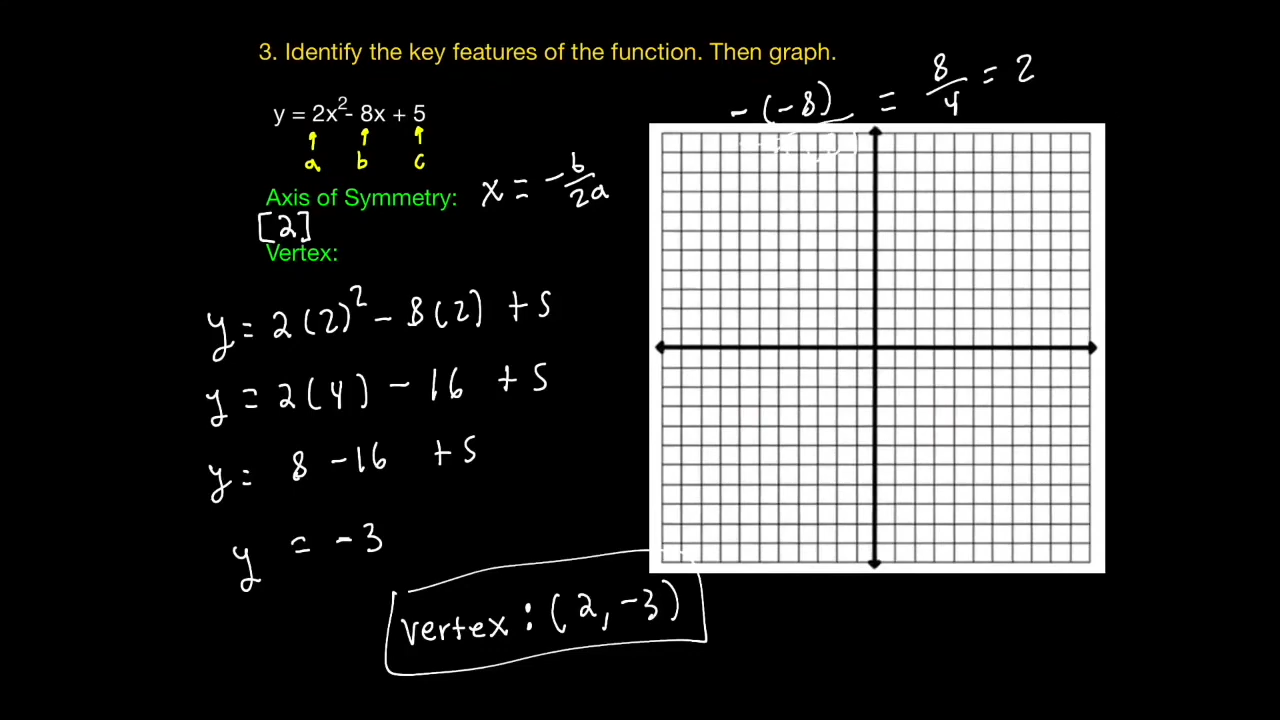 3. Identify the key features of the function. Then graph.
-(-8) = 8/4 = 2
y = 2x²- 8x + 5
a b c
Axis of Symmetry: x = -b/2a
[2]
Vertex:
y = 2(2)² - 8(2) + 5
y = 2(4) - 16 + 5
y = 8 - 16 + 5
y = -3
vertex : (2, -3)